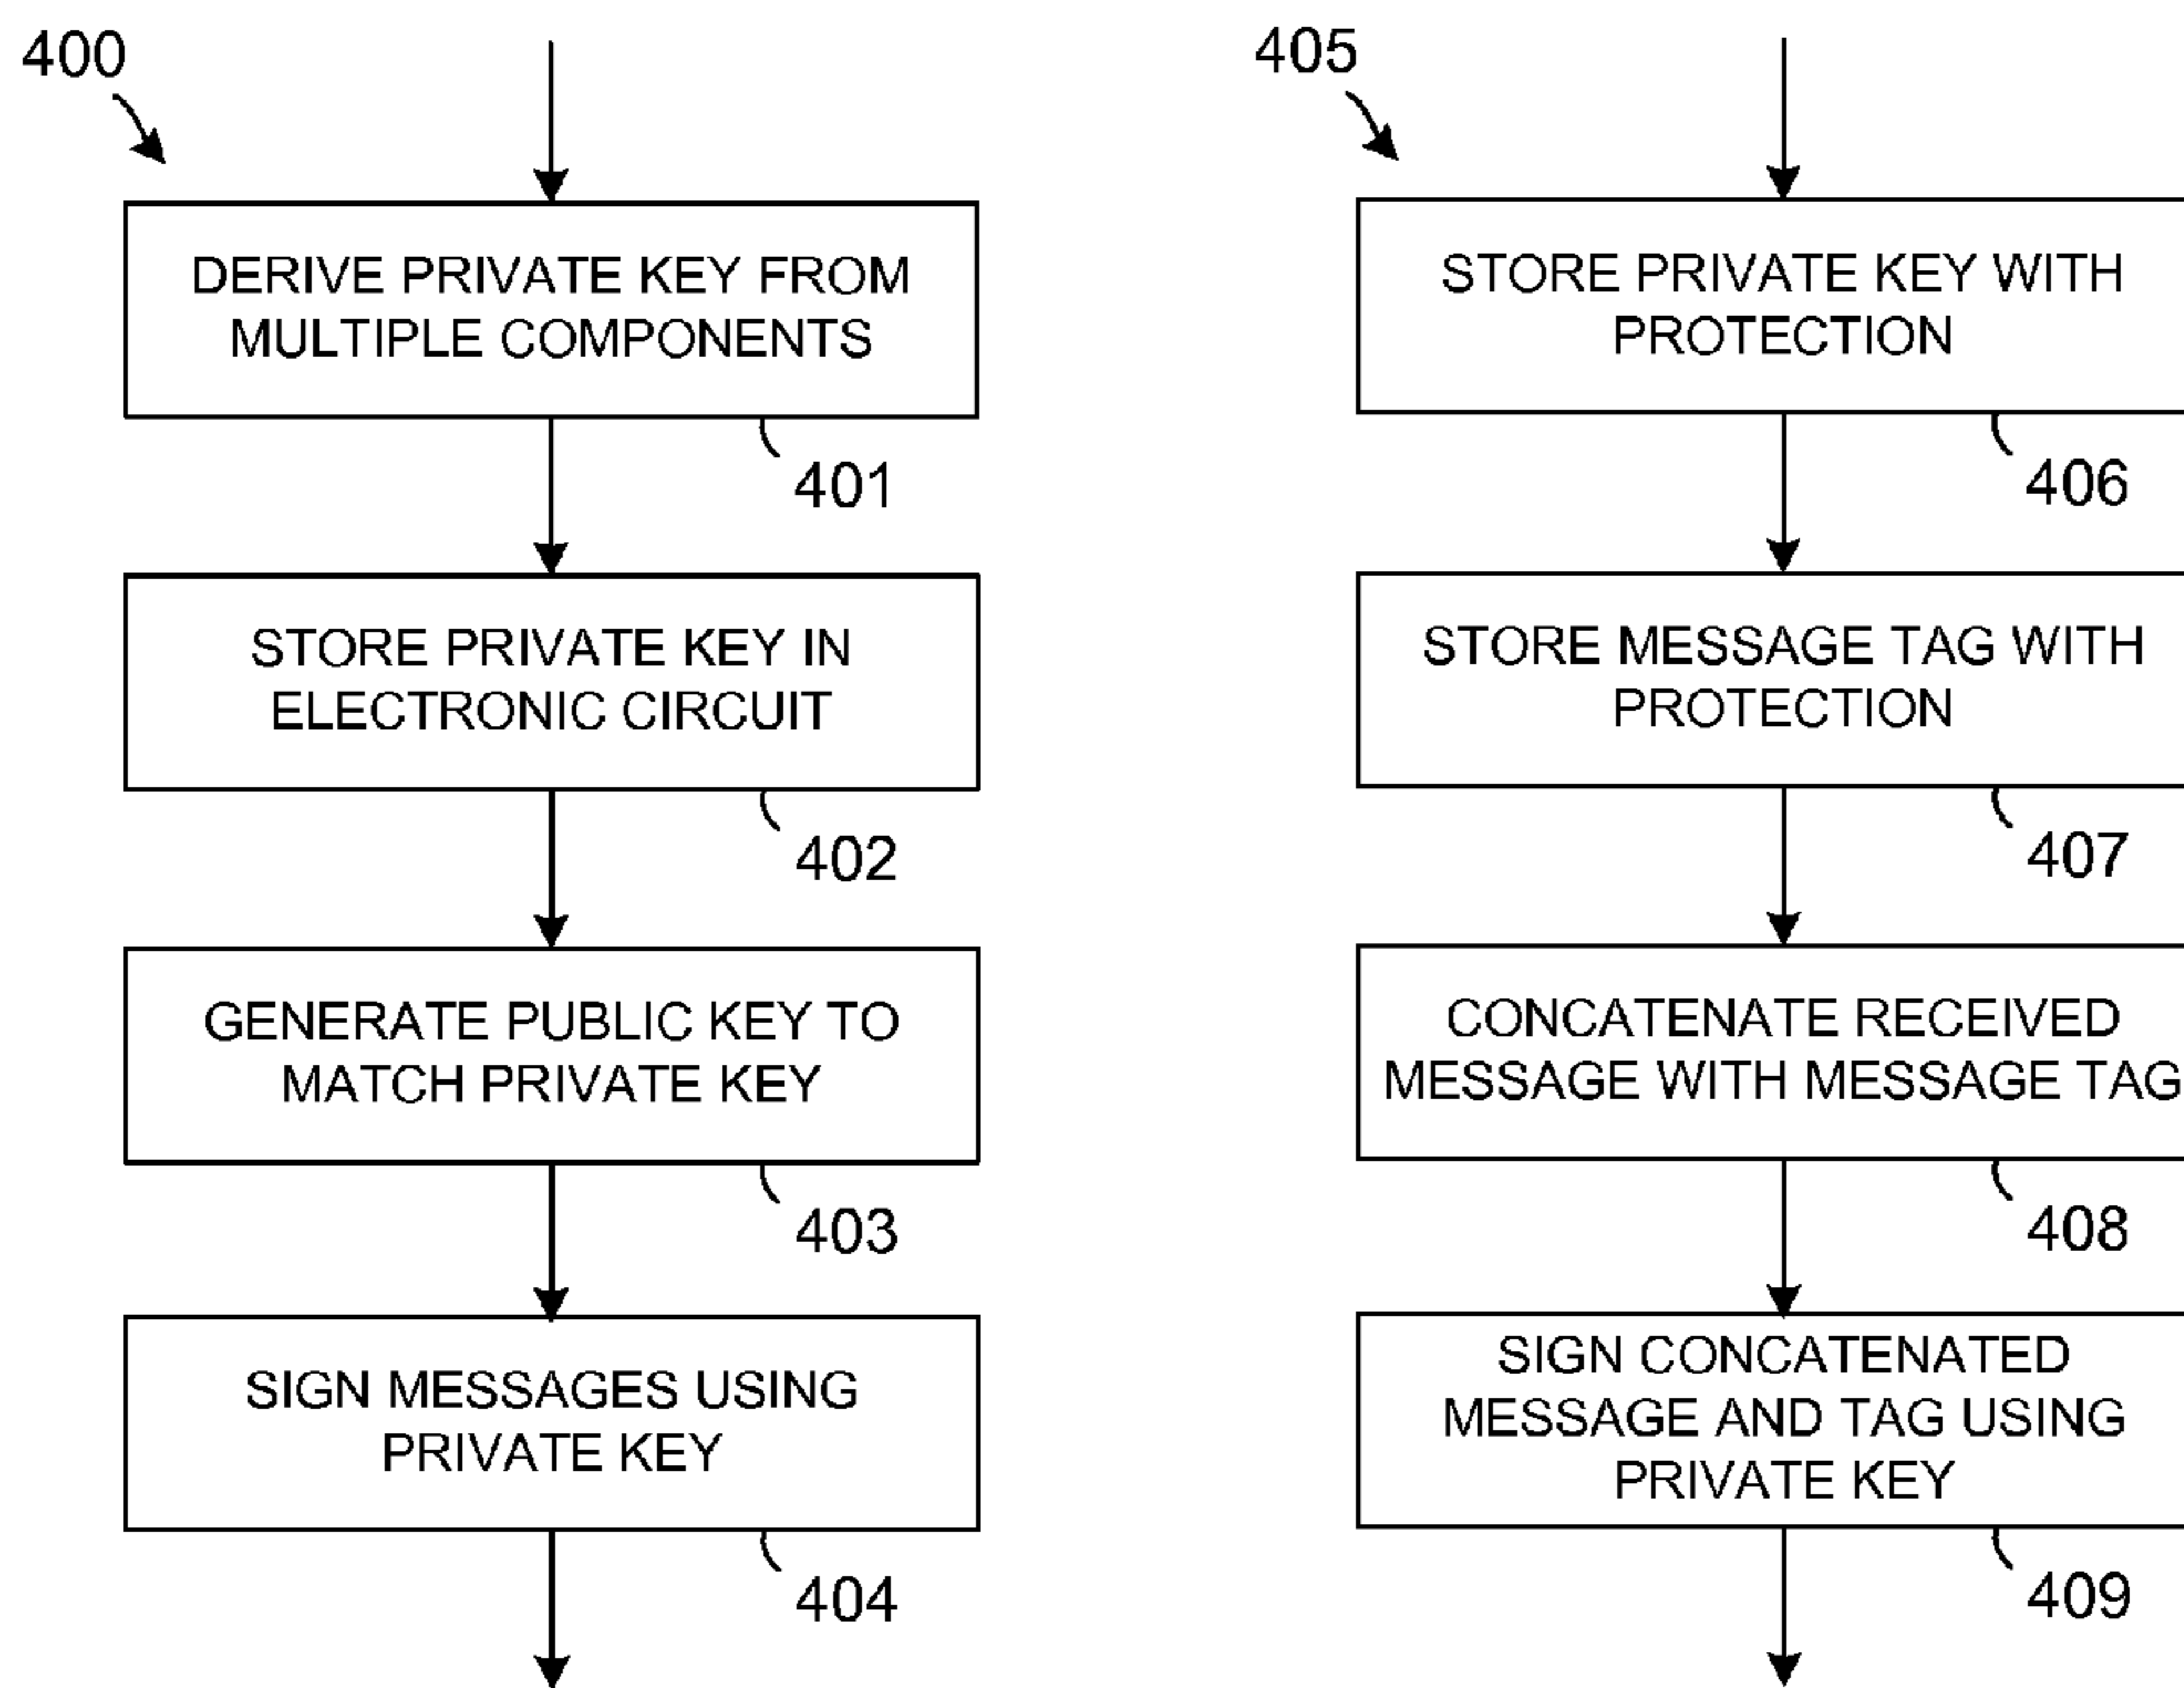 400
DERIVE PRIVATE KEY FROM
MULTIPLE COMPONENTS
401
STORE PRIVATE KEY IN
ELECTRONIC CIRCUIT
402
GENERATE PUBLIC KEY TO
MATCH PRIVATE KEY
403
SIGN MESSAGES USING
PRIVATE KEY
404
405
STORE PRIVATE KEY WITH
PROTECTION
406
STORE MESSAGE TAG WITH
PROTECTION
407
CONCATENATE RECEIVED
MESSAGE WITH MESSAGE TAG
408
SIGN CONCATENATED
MESSAGE AND TAG USING
PRIVATE KEY
409